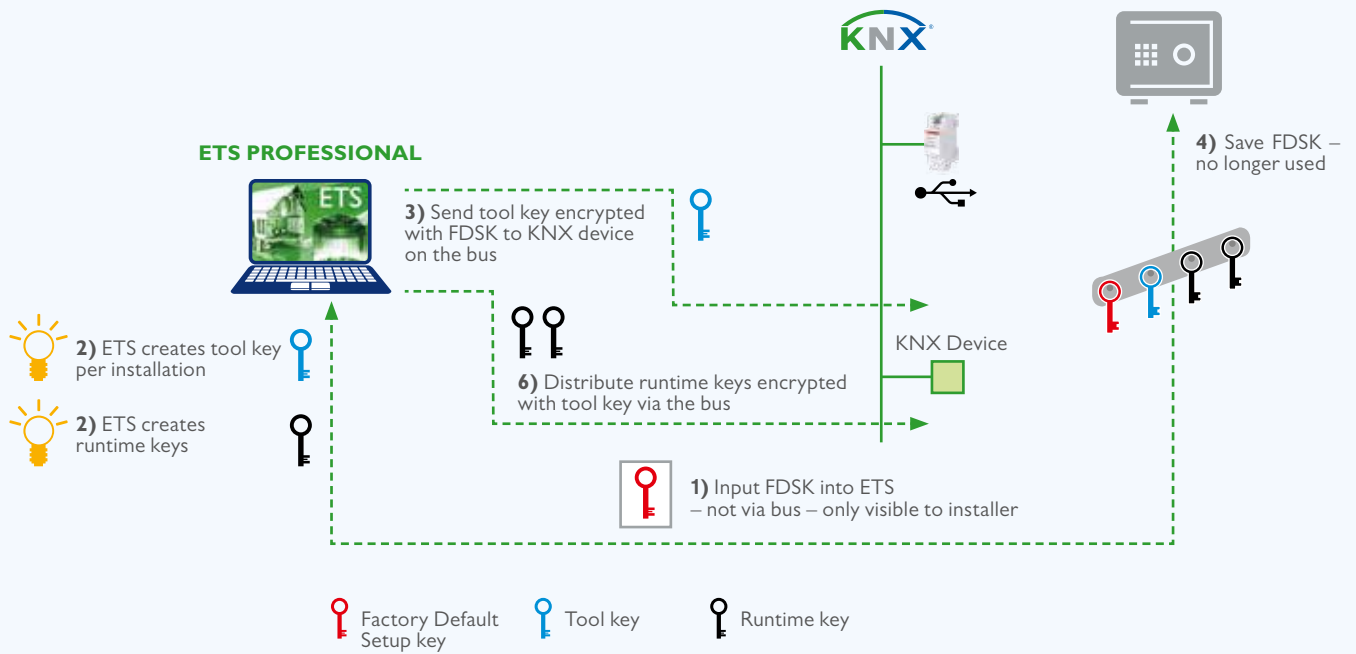 KNX
®
4) Save FDSK –
no longer used
ETS PROFESSIONAL
ETS
3) Send tool key encrypted
with FDSK to KNX device
on the bus
2) ETS creates tool key
per installation
KNX Device
6) Distribute runtime keys encrypted
with tool key via the bus
2) ETS creates
runtime keys
1) Input FDSK into ETS
– not via bus – only visible to installer
Factory Default
Setup key
Tool key
Runtime key